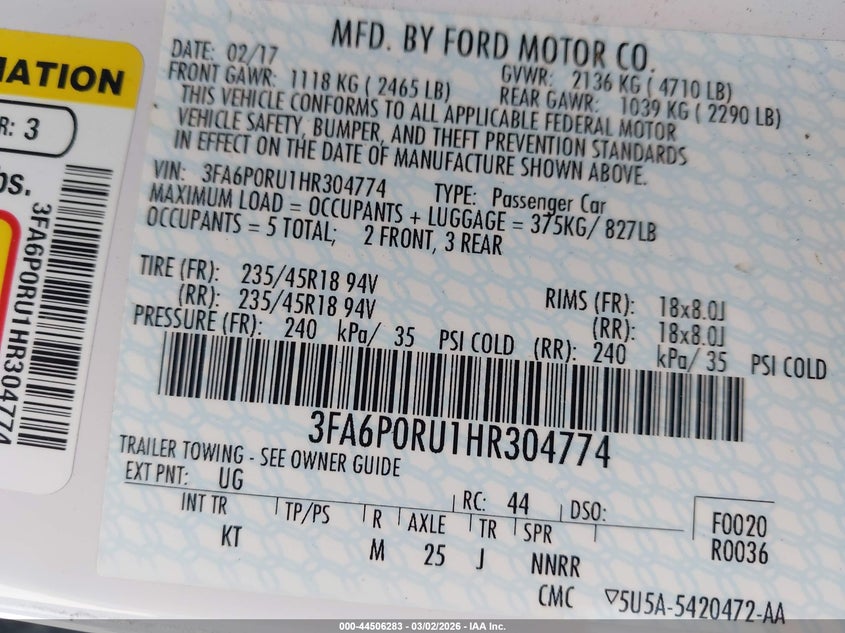 MATION
R: 3
bs.
3FA6P0RU1HR304774
MFD. BY FORD MOTOR CO.
DATE: 02/17 GVWR: 2136 KG ( 4710 LB)
FRONT GAWR: 1118 KG ( 2465 LB) REAR GAWR: 1039 KG ( 2290 LB)
THIS VEHICLE CONFORMS TO ALL APPLICABLE FEDERAL MOTOR
VEHICLE SAFETY, BUMPER, AND THEFT PREVENTION STANDARDS
IN EFFECT ON THE DATE OF MANUFACTURE SHOWN ABOVE.
VIN: 3FA6P0RU1HR304774 TYPE: Passenger Car
MAXIMUM LOAD = OCCUPANTS + LUGGAGE = 375KG/ 827LB
OCCUPANTS = 5 TOTAL; 2 FRONT, 3 REAR
TIRE (FR): 235/45R18 94V RIMS (FR): 18x8.0J
(RR): 235/45R18 94V (RR): 18x8.0J
PRESSURE (FR): 240 kPa/ 35 PSI COLD (RR): 240 kPa/ 35 PSI COLD
3FA6P0RU1HR304774
TRAILER TOWING - SEE OWNER GUIDE
EXT PNT: UG RC: 44 DSO: F0020
INT TR TP/PS R AXLE TR SPR R0036
KT M 25 J NNRR
CMC ▽5U5A-5420472-AA
000-44506283 - 03/02/2026 - IAA Inc.